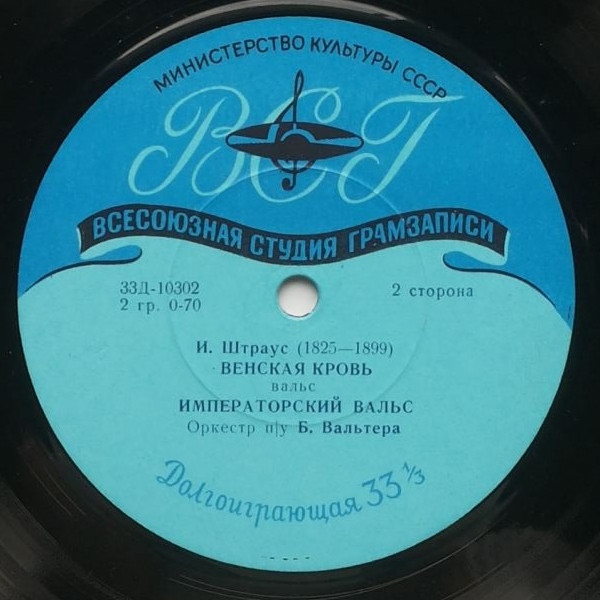 МИНИСТЕРСТВО КУЛЬТУРЫ СССР
ВСГ
ВСЕСОЮЗНАЯ СТУДИЯ ГРАМЗАПИСИ
33Д-10302
2 гр. 0-70
2 сторона
И. Штраус (1825—1899)
ВЕНСКАЯ КРОВЬ
вальс
ИМПЕРАТОРСКИЙ ВАЛЬС
Оркестр п/у Б. Вальтера
Долгоиграющая 33 1/3